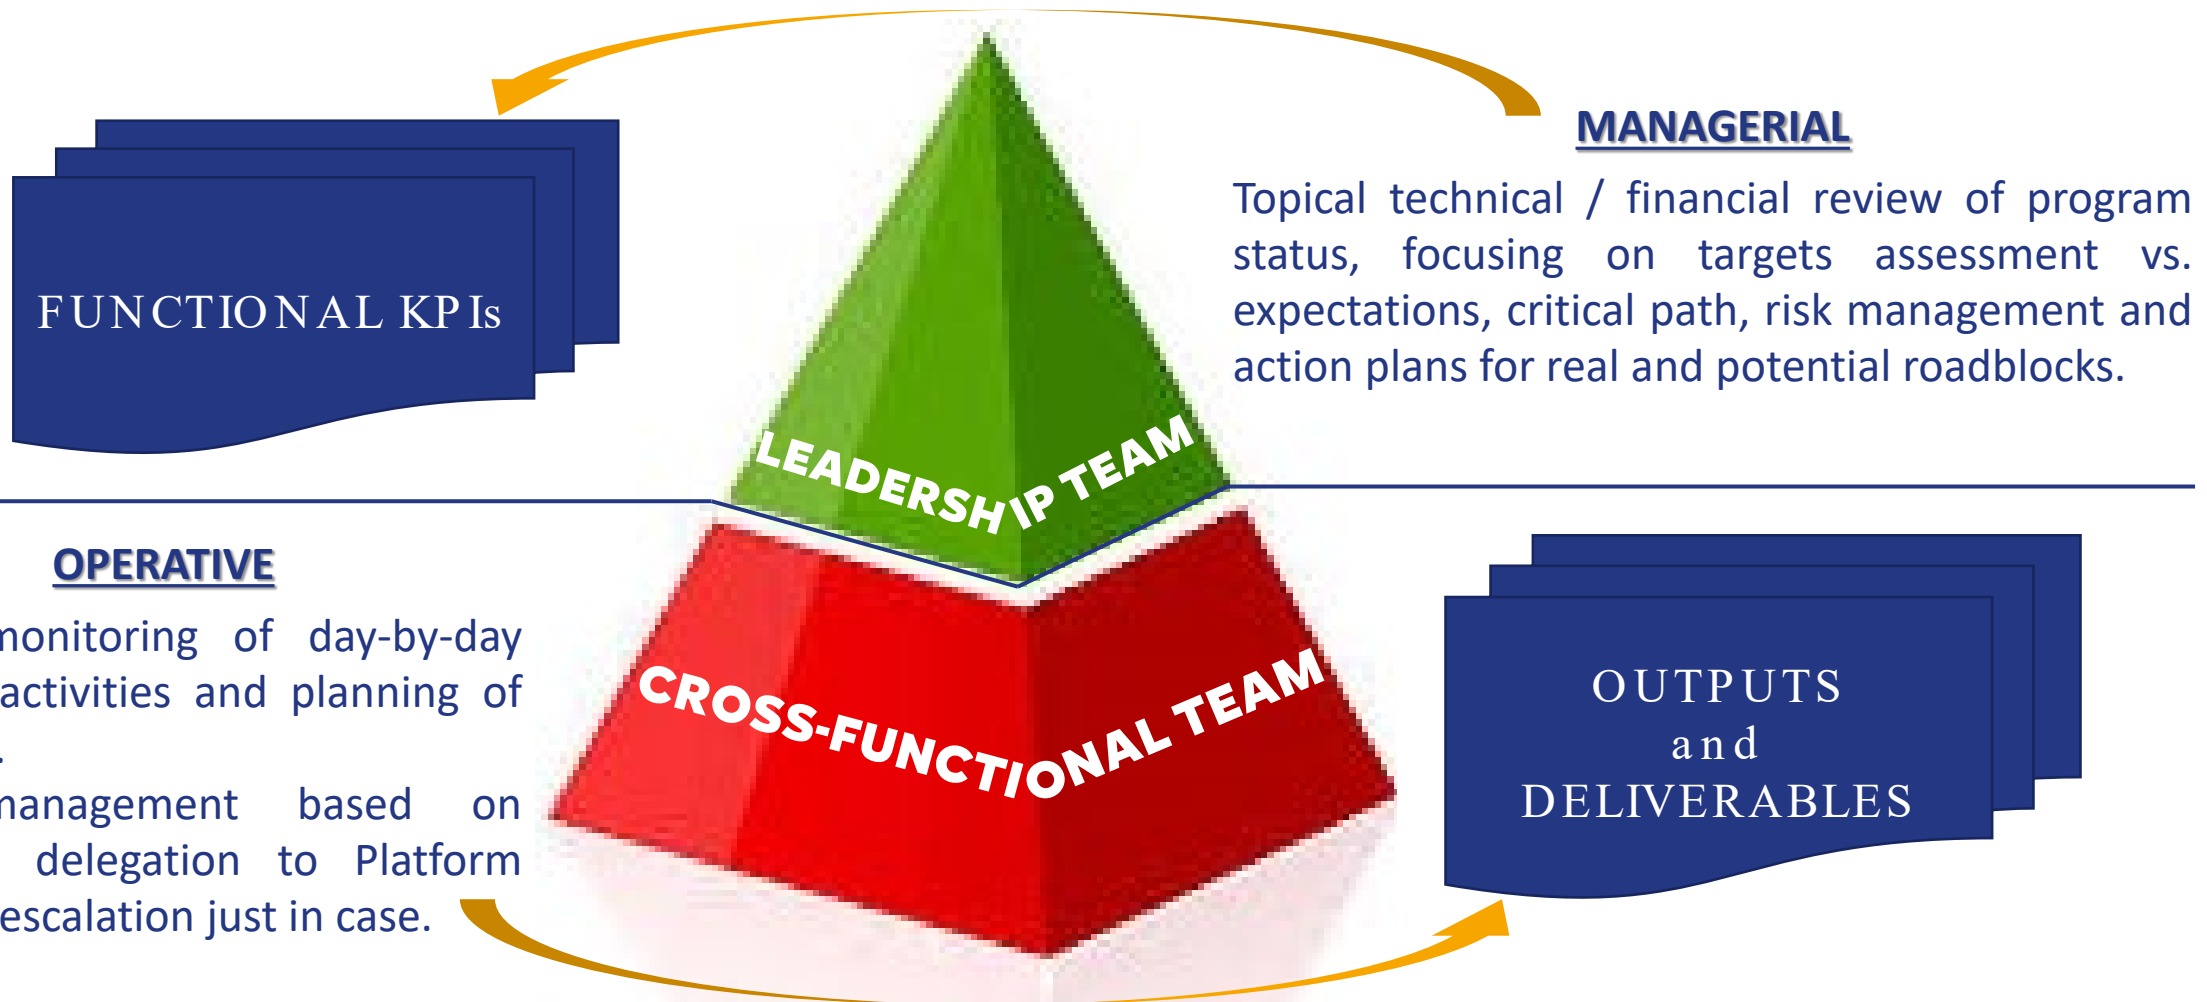 MANAGERIAL
Topical technical / financial review of program
status, focusing on targets assessment vs.
expectations, critical path, risk management and
action plans for real and potential roadblocks.
FUNCTIONAL KPIs
LEADERSHIP TEAM
OPERATIVE
monitoring of day-by-day
activities and planning of
.
management based on
delegation to Platform
escalation just in case.
CROSS-FUNCTIONAL TEAM
OUTPUTS
and
DELIVERABLES